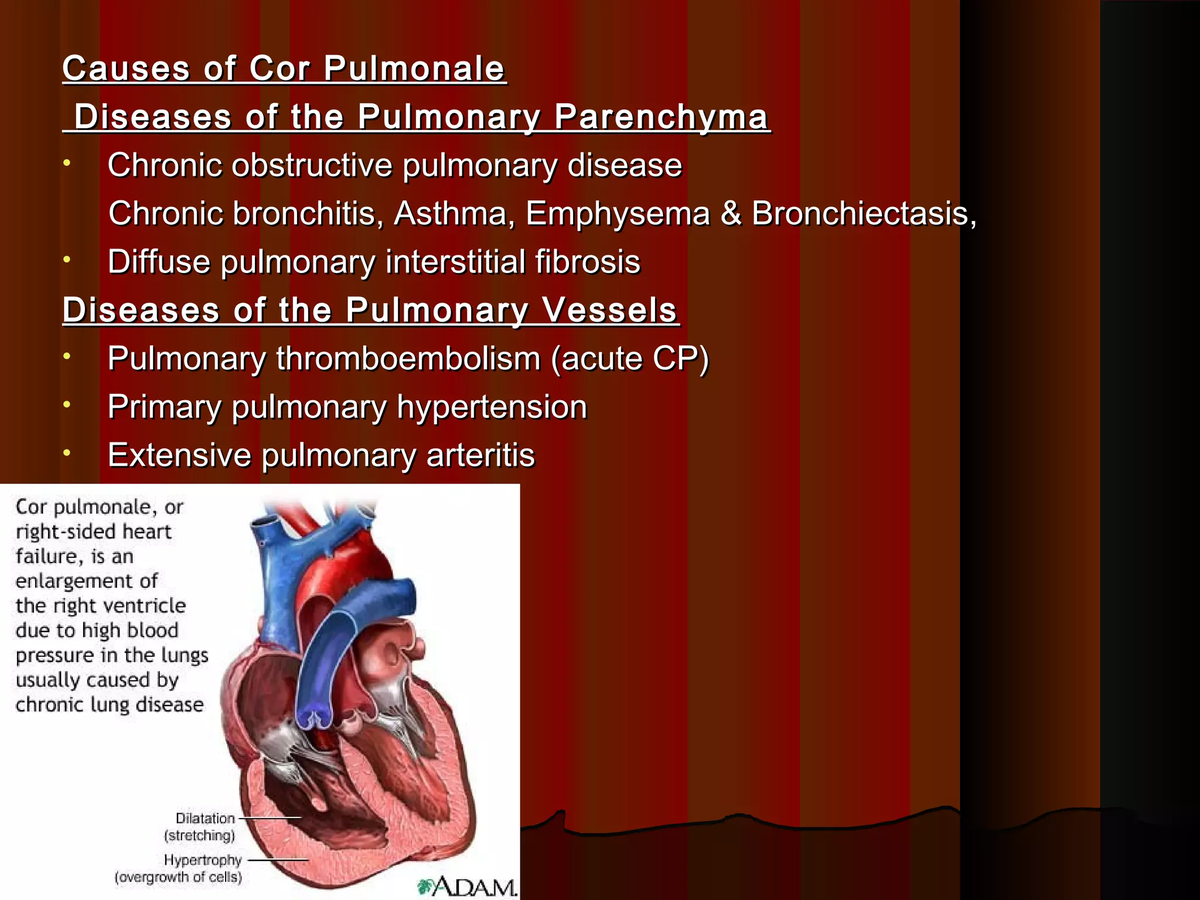 Causes of Cor Pulmonale
Diseases of the Pulmonary Parenchyma
• Chronic obstructive pulmonary disease
Chronic bronchitis, Asthma, Emphysema & Bronchiectasis,
• Diffuse pulmonary interstitial fibrosis
Diseases of the Pulmonary Vessels
• Pulmonary thromboembolism (acute CP)
• Primary pulmonary hypertension
• Extensive pulmonary arteritis
Cor pulmonale, or
right-sided heart
failure, is an
enlargement of
the right ventricle
due to high blood
pressure in the lungs
usually caused by
chronic lung disease
Dilatation
(stretching)
Hypertrophy
(overgrowth of cells)
A.D.A.M.